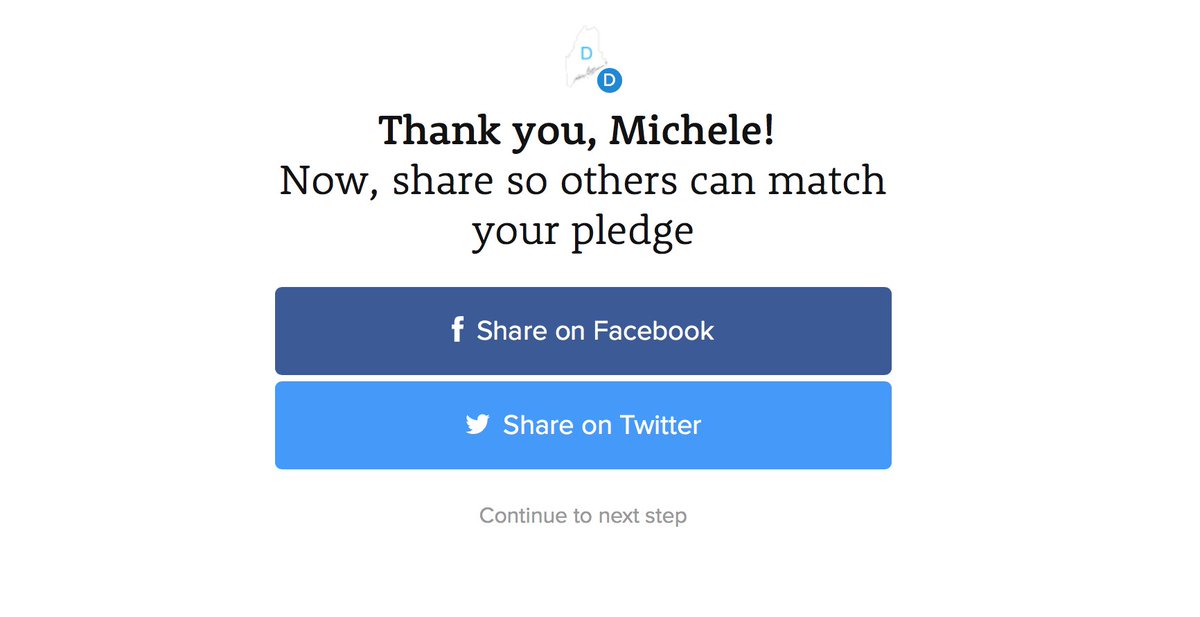 D
D
Thank you, Michele!
Now, share so others can match
your pledge
Share on Facebook
Share on Twitter
Continue to next step